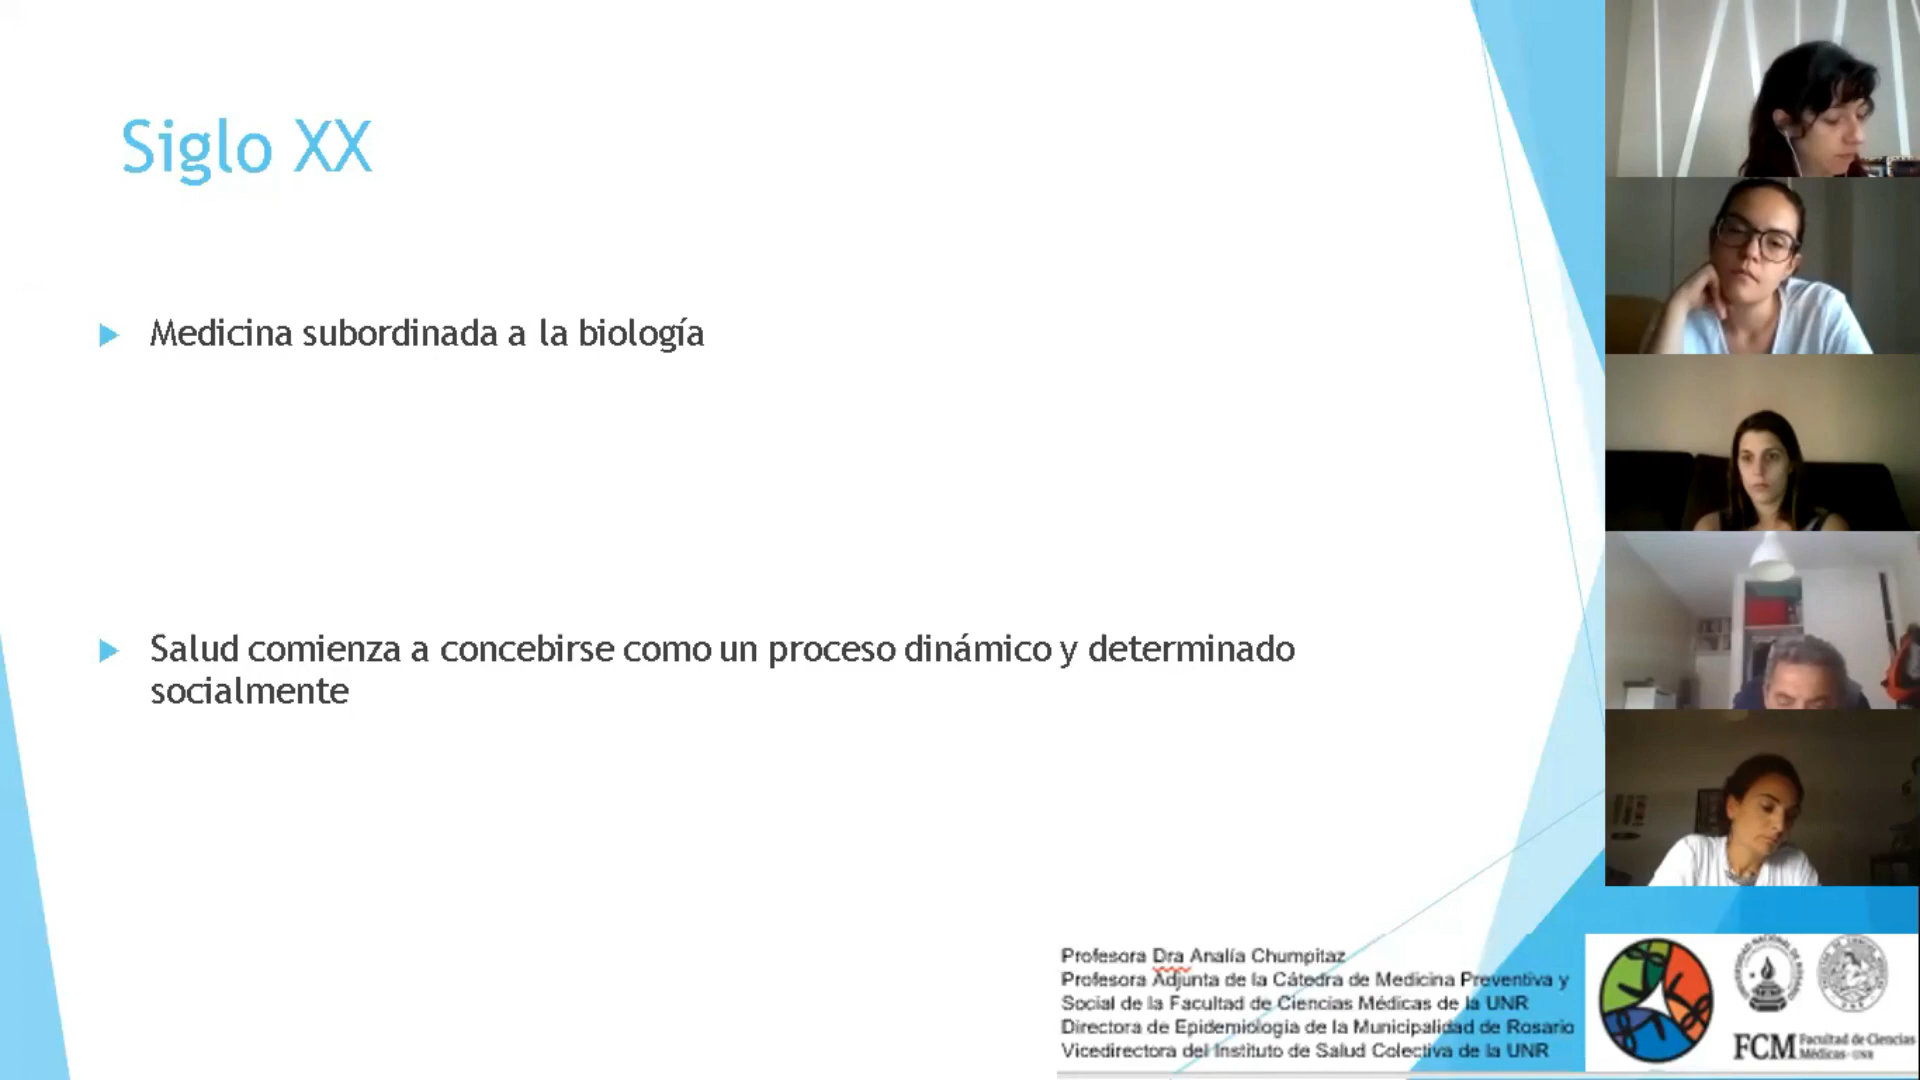 Siglo XX
Medicina subordinada a la biología
Salud comienza a concebirse como un proceso dinámico y determinado
socialmente
Profesora Dra Analía Chumpitaz
Profesora Adjunta de la Cátedra de Medicina Preventiva y
Social de la Facultad de Ciencias Médicas de la UNR
Directora de Epidemiología de la Municipalidad de Rosario
Vicedirectora del Instituto de Salud Colectiva de la UNR
FCM Facultad de Ciencias
Médicas - UNR